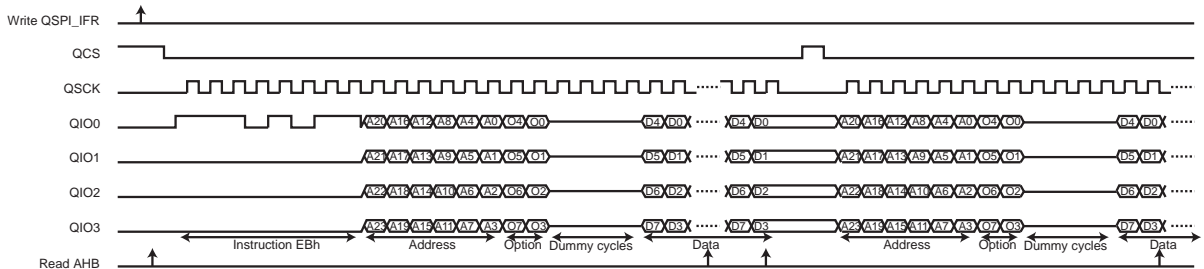 Write QSPI_IFR
QCS
QSCK
QIO0 A20 A16 A12 A8 A4 A0 O4 O0 D4 D0 D4 D0 A20 A16 A12 A8 A4 A0 O4 O0 D4 D0
QIO1 A21 A17 A13 A9 A5 A1 O5 O1 D5 D1 D5 D1 A21 A17 A13 A9 A5 A1 O5 O1 D5 D1
QIO2 A22 A18 A14 A10 A6 A2 O6 O2 D6 D2 D6 D2 A22 A18 A14 A10 A6 A2 O6 O2 D6 D2
QIO3 A23 A19 A15 A11 A7 A3 O7 O3 D7 D3 D7 D3 A23 A19 A15 A11 A7 A3 O7 O3 D7 D3
Instruction EBh Address Option Dummy cycles Data Address Option Dummy cycles Data
Read AHB